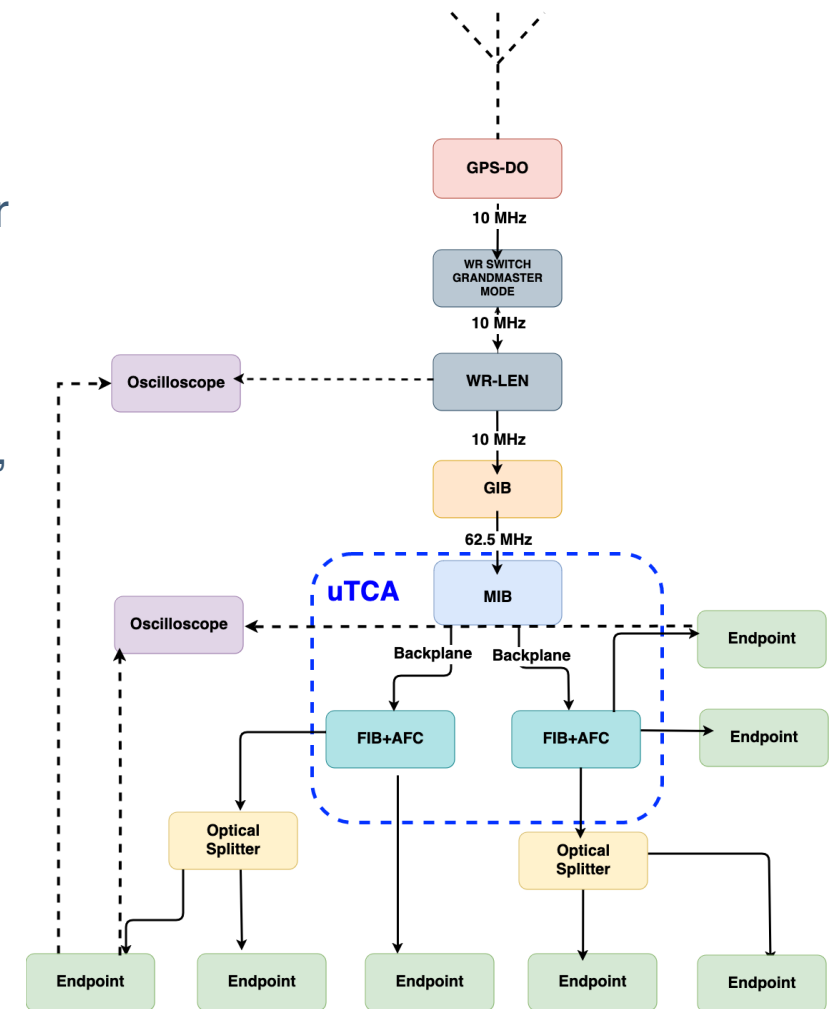 GPS-DO
r
10 MHz
WR SWITCH
GRANDMASTER
MODE
10 MHz
Oscilloscope
WR-LEN
10 MHz
,
GIB
62.5 MHz
uTCA
MIB
Oscilloscope
Endpoint
Backplane
Backplane
FIB+AFC
FIB+AFC
Endpoint
Optical
Splitter
Optical
Splitter
Endpoint
Endpoint
Endpoint
Endpoint
Endpoint